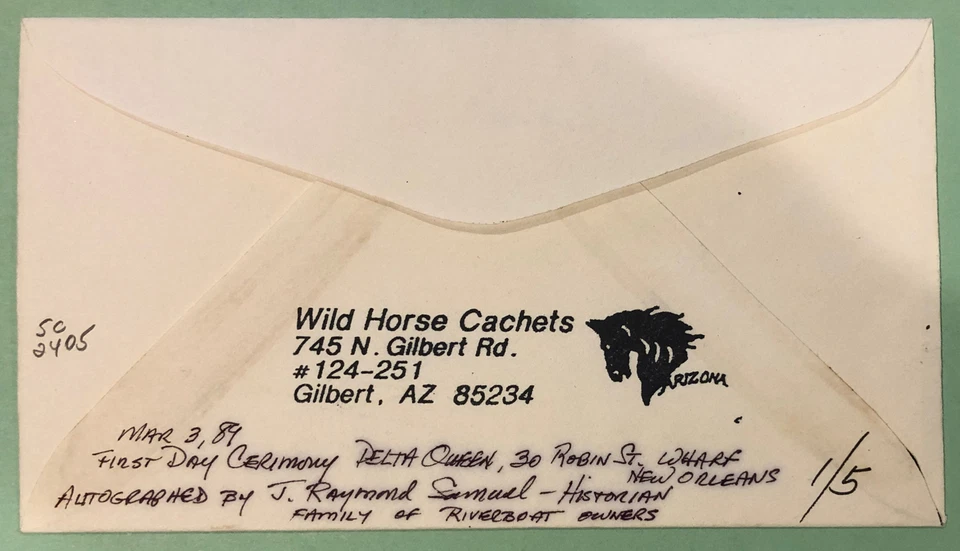 Wild Horse Cachets
745 N. Gilbert Rd.
#124-251
Gilbert, AZ 85234
ARIZONA
SC
2405
MAR 3, 89
FIRST DAY CERIMONY DELTA QUEEN, 30 ROBIN ST. WHARF
NEW ORLEANS
AUTOGRAPHED BY J. RAYMOND SAMUEL - HISTORIAN
FAMILY OF RIVERBOAT OWNERS
1/5